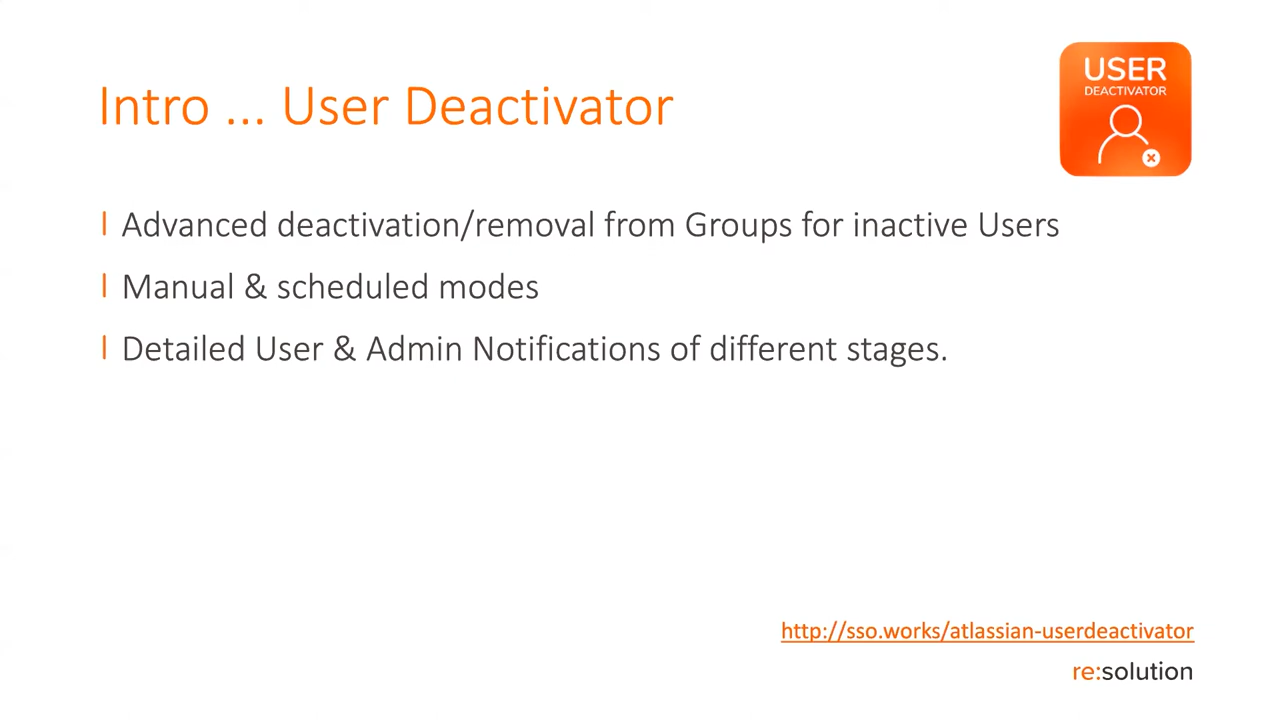 USER
DEACTIVATOR
Intro ... User Deactivator
Advanced deactivation/removal from Groups for inactive Users
Manual & scheduled modes
Detailed User & Admin Notifications of different stages.
http://sso.works/atlassian-userdeactivator
re:solution